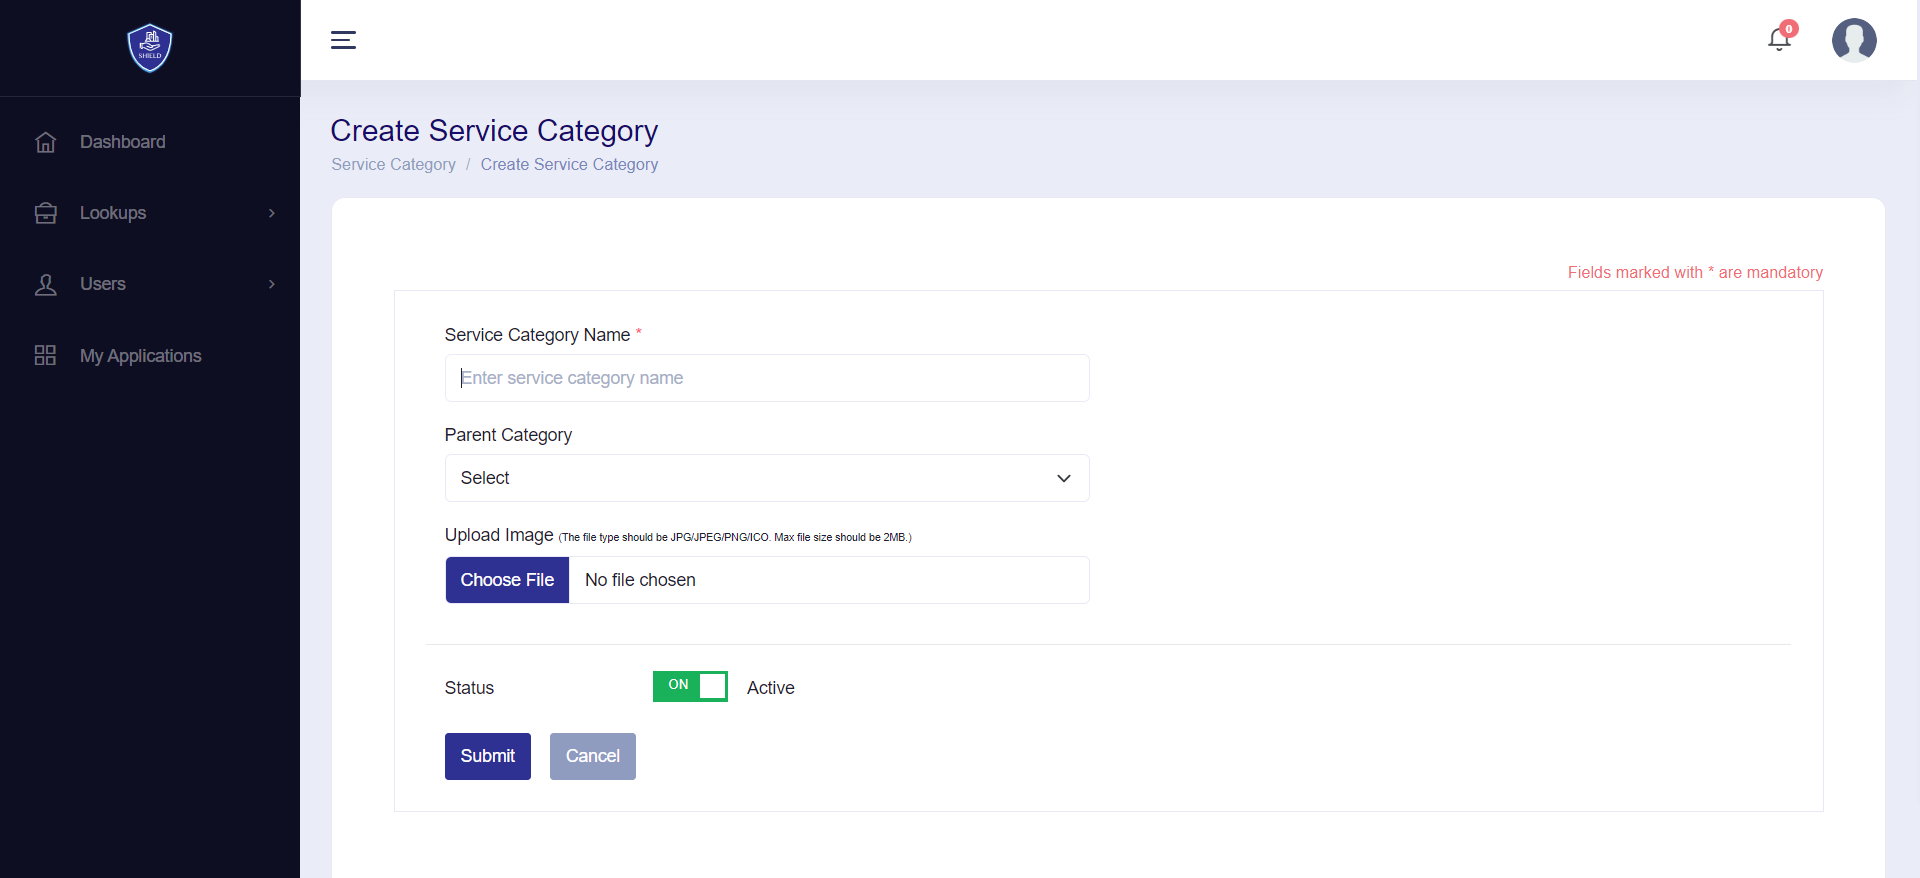 SHIELD
0
Dashboard
Lookups
Users
My Applications
Create Service Category
Service Category / Create Service Category
Fields marked with * are mandatory
Service Category Name *
Enter service category name
Parent Category
Select
Upload Image (The file type should be JPG/JPEG/PNG/ICO. Max file size should be 2MB.)
Choose File No file chosen
Status ON Active
Submit Cancel